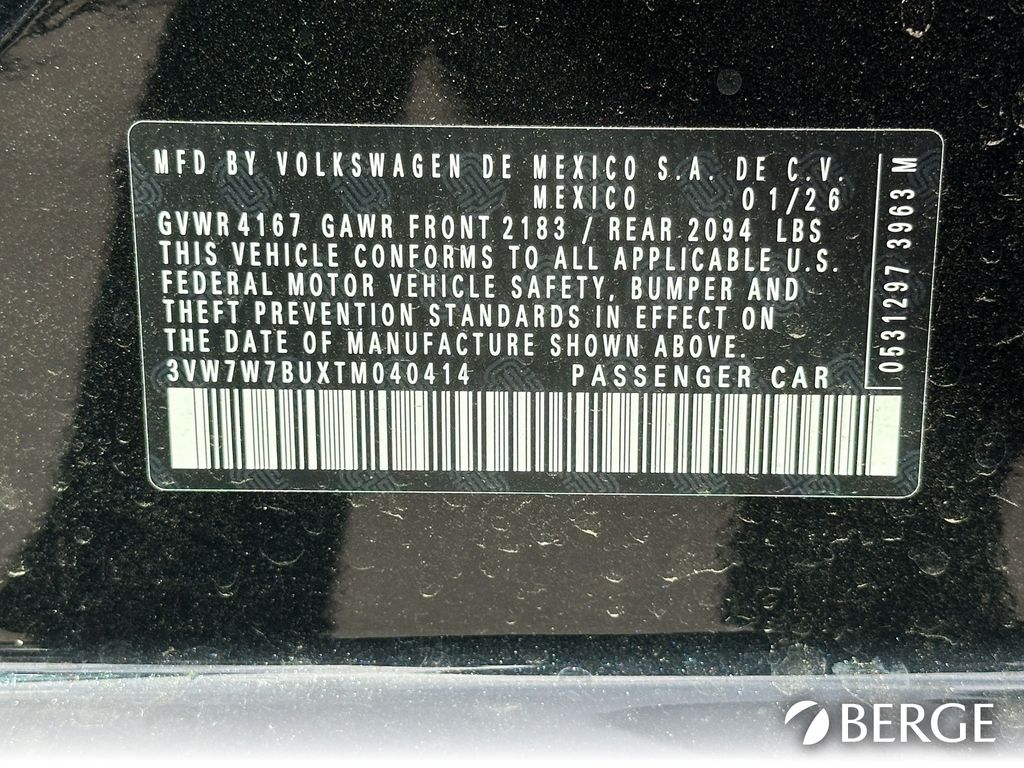 MFD BY VOLKSWAGEN DE MEXICO S.A. DE C.V.
MEXICO 01/26
GVWR 4167 GAWR FRONT 2183 / REAR 2094 LBS
THIS VEHICLE CONFORMS TO ALL APPLICABLE U.S.
FEDERAL MOTOR VEHICLE SAFETY, BUMPER AND
THEFT PREVENTION STANDARDS IN EFFECT ON
THE DATE OF MANUFACTURE SHOWN ABOVE.
3VW7W7BUXTM040414 PASSENGER CAR
0531297 3963 M
BERGE